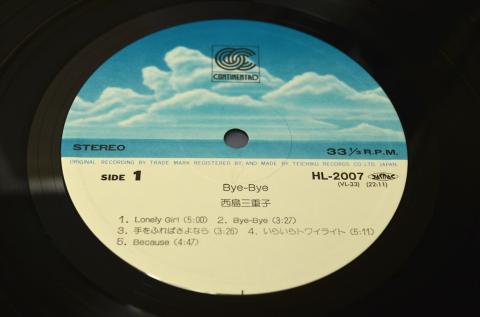 CONTINENTAL
STEREO
33 1/3 R.P.M.
ORIGINAL RECORDING BY TRADE MARK REGISTERED BY, AND MADE BY TEICHIKU RECORDS CO. LTD. JAPAN.
SIDE 1
HL-2007
(VL-33) (22:11)
Bye-Bye
西島三重子
1. Lonely Girl (5:00) 2. Bye-Bye (3:27)
3. 手をふればさよなら (3:26) 4. いらいらトワイライト (5:11)
5. Because (4:47)